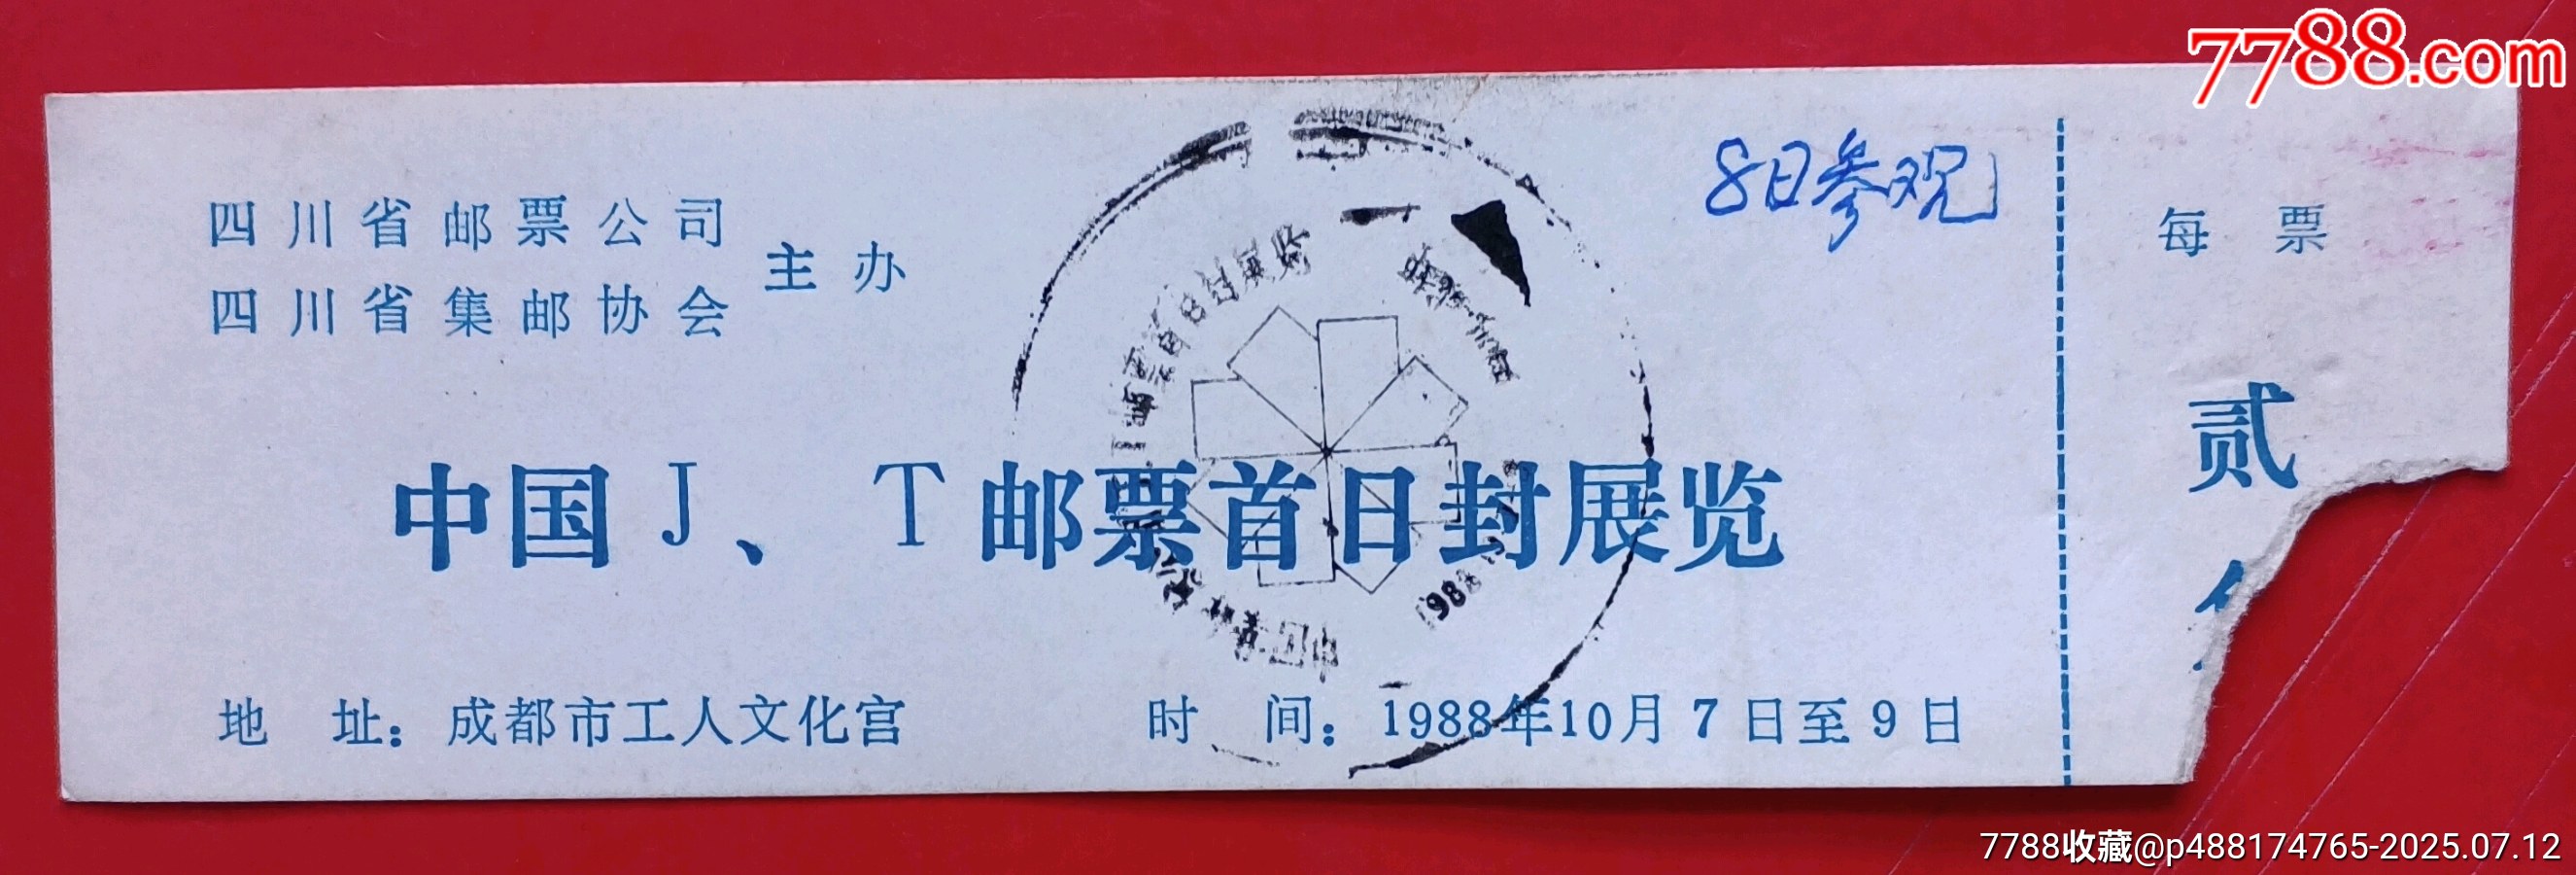 7788.com
四川省邮票公司
四川省集邮协会
主办
8日参观
每票
贰
中国J、T邮票首日封展览
地 址：成都市工人文化宫
时 间：1988年10月7日至9日
7788收藏@p488174765-2025.07.12